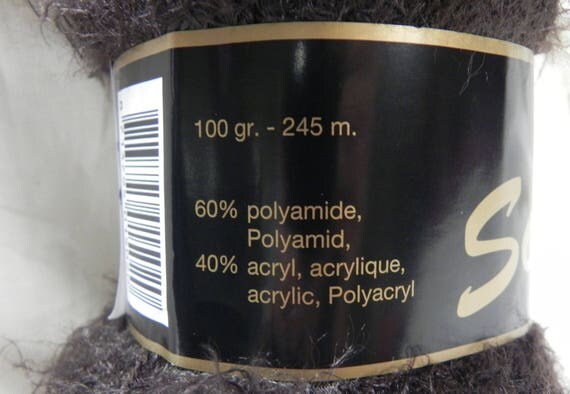 100 gr. - 245 m.
60% polyamide,
Polyamid,
40% acryl, acrylique,
acrylic, Polyacryl